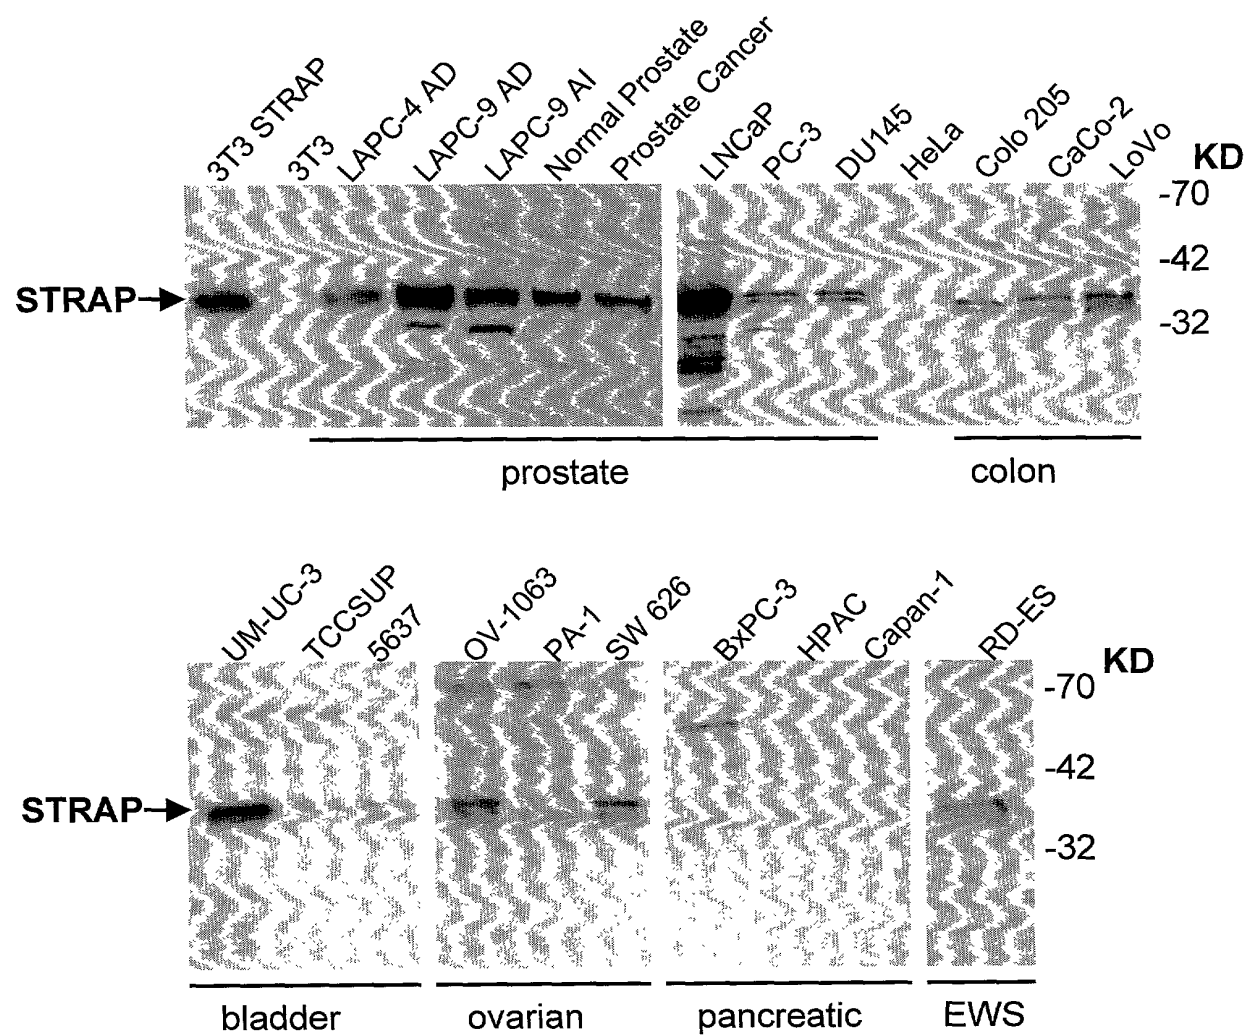 3T3 STRAP
3T3
LAPC-4 AD
LAPC-9 AD
LAPC-9 AI
Normal Prostate
Prostate Cancer
LNCaP
PC-3
DU145
HeLa
Colo 205
CaCo-2
LoVo
KD
-70
-42
STRAP
-32
prostate
colon
UM-UC-3
TCCSUP
5637
OV-1063
PA-1
SW 626
BxPC-3
HPAC
Capan-1
RD-ES
KD
-70
-42
STRAP
-32
bladder
ovarian
pancreatic
EWS